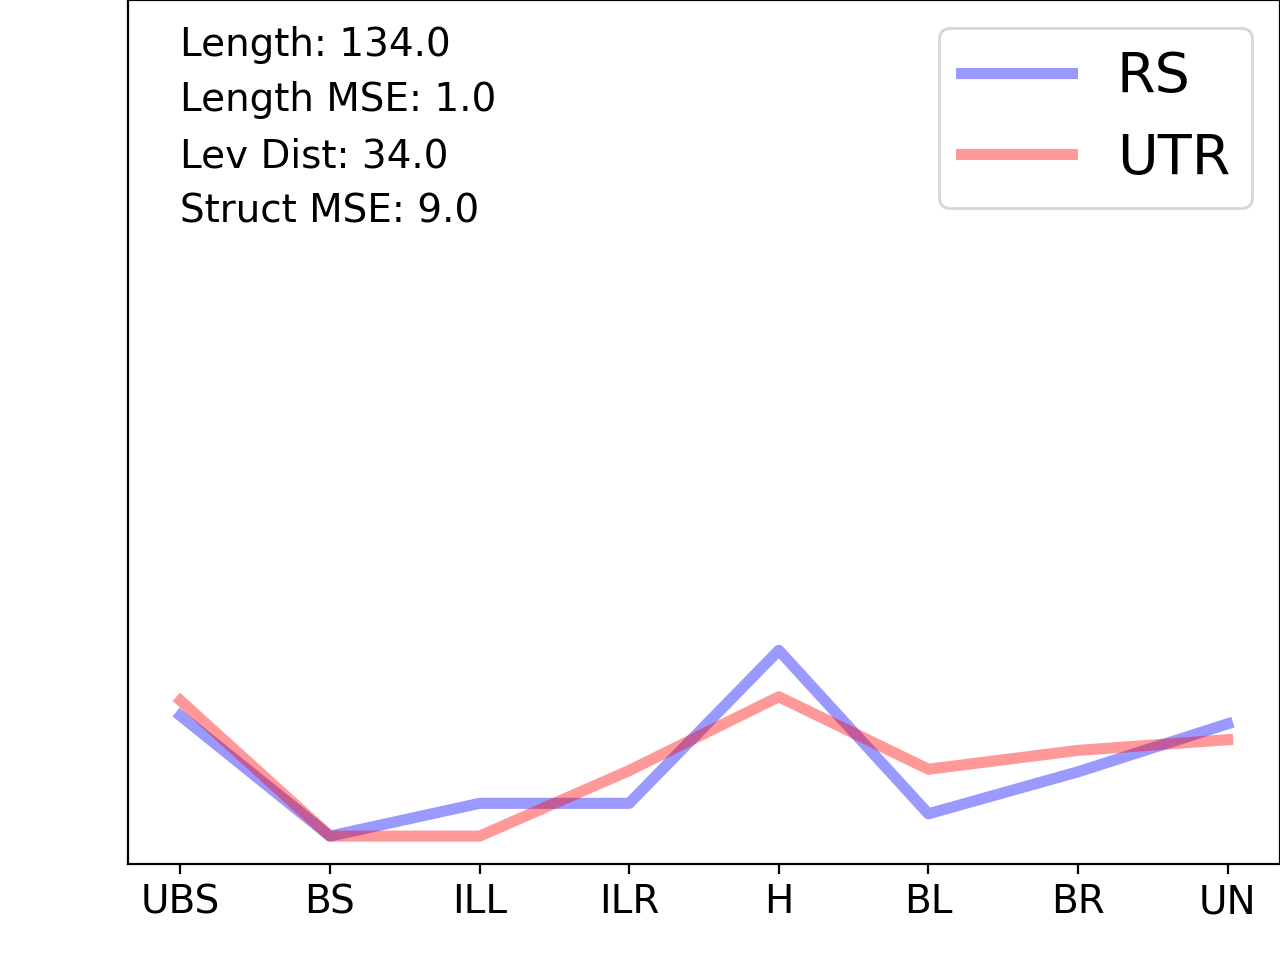 Length: 134.0
Length MSE: 1.0
Lev Dist: 34.0
Struct MSE: 9.0
RS
UTR
UBS BS ILL ILR H BL BR UN